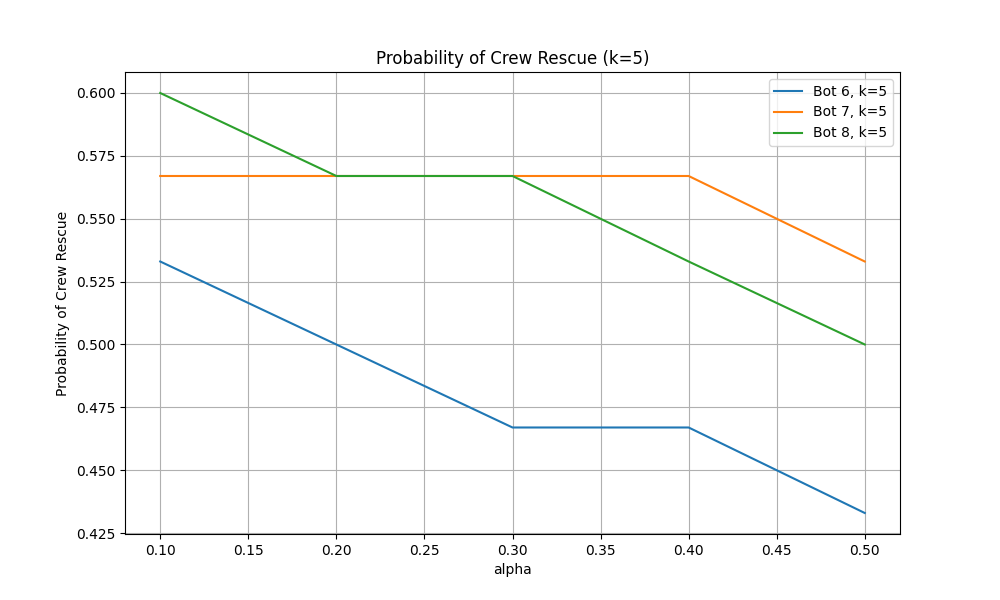 Probability of Crew Rescue (k=5)
Bot 6, k=5
Bot 7, k=5
Bot 8, k=5
Probability of Crew Rescue
0.600
0.575
0.550
0.525
0.500
0.475
0.450
0.425
0.10 0.15 0.20 0.25 0.30 0.35 0.40 0.45 0.50
alpha